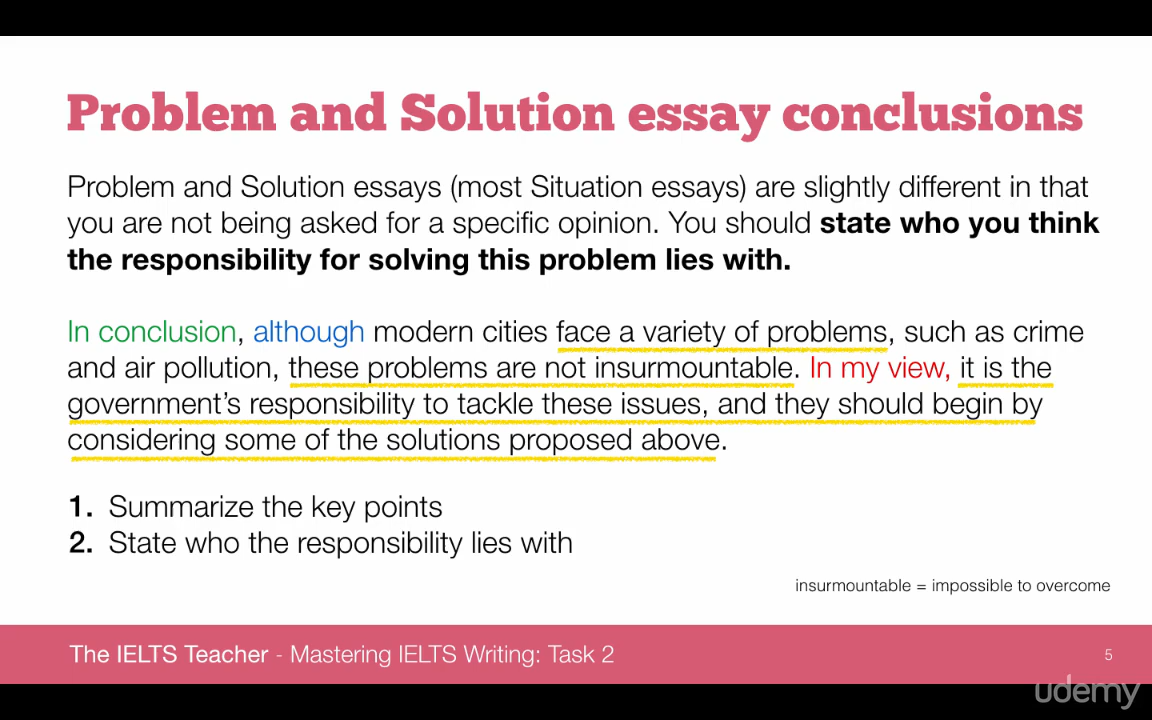 Problem and Solution essay conclusions
Problem and Solution essays (most Situation essays) are slightly different in that
you are not being asked for a specific opinion. You should state who you think
the responsibility for solving this problem lies with.
In conclusion, although modern cities face a variety of problems, such as crime
and air pollution, these problems are not insurmountable. In my view, it is the
government’s responsibility to tackle these issues, and they should begin by
considering some of the solutions proposed above.
1. Summarize the key points
2. State who the responsibility lies with
insurmountable = impossible to overcome
The IELTS Teacher - Mastering IELTS Writing: Task 2
5
udemy